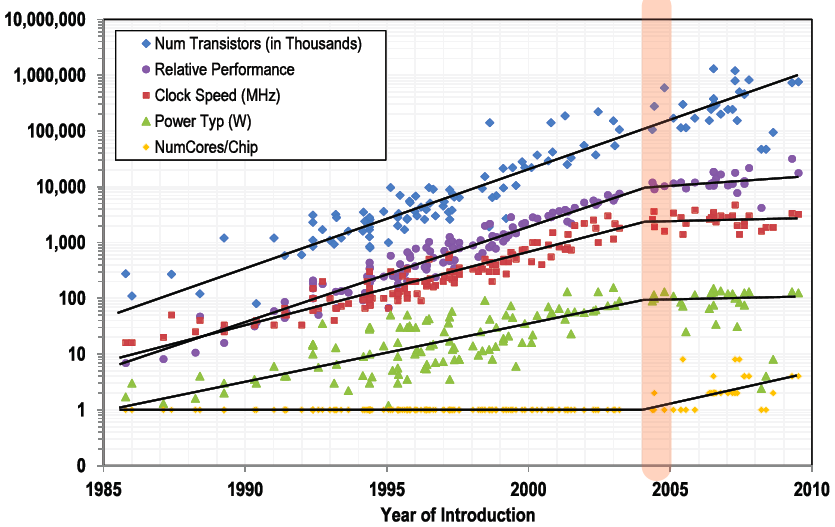 10,000,000
1,000,000
100,000
10,000
1,000
100
10
1
0
Num Transistors (in Thousands)
Relative Performance
Clock Speed (MHz)
Power Typ (W)
NumCores/Chip
1985 1990 1995 2000 2005 2010
Year of Introduction